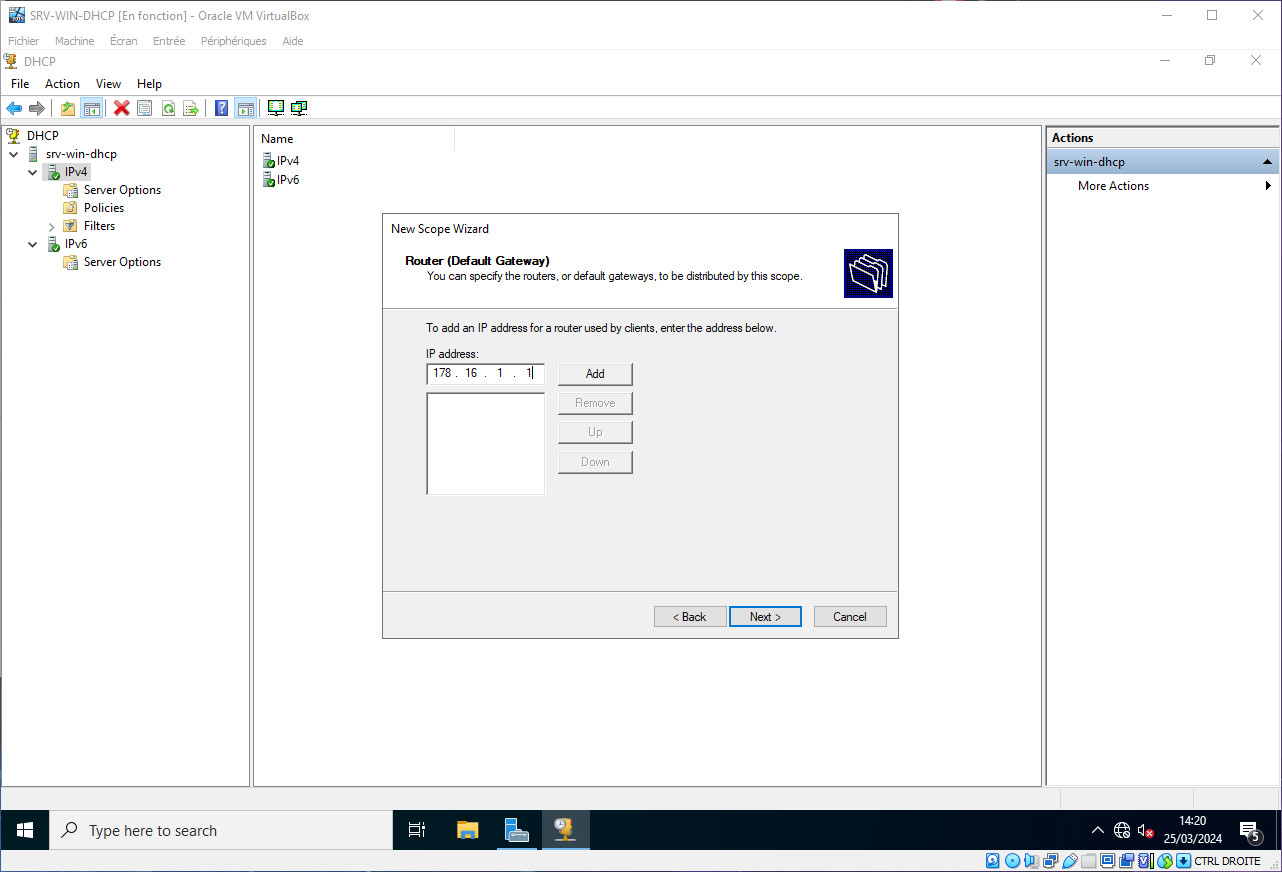 SRV-WIN-DHCP [En fonction] - Oracle VM VirtualBox
Fichier Machine Écran Entrée Périphériques Aide
DHCP
File Action View Help
DHCP
srv-win-dhcp
IPv4
Server Options
Policies
Filters
IPv6
Server Options
Name
IPv4
IPv6
New Scope Wizard
Router (Default Gateway)
You can specify the routers, or default gateways, to be distributed by this scope.
To add an IP address for a router used by clients, enter the address below.
IP address:
178 . 16 . 1 . 1
Add
Remove
Up
Down
< Back Next > Cancel
Actions
srv-win-dhcp
More Actions
Type here to search
14:20
25/03/2024
5
CTRL DROITE